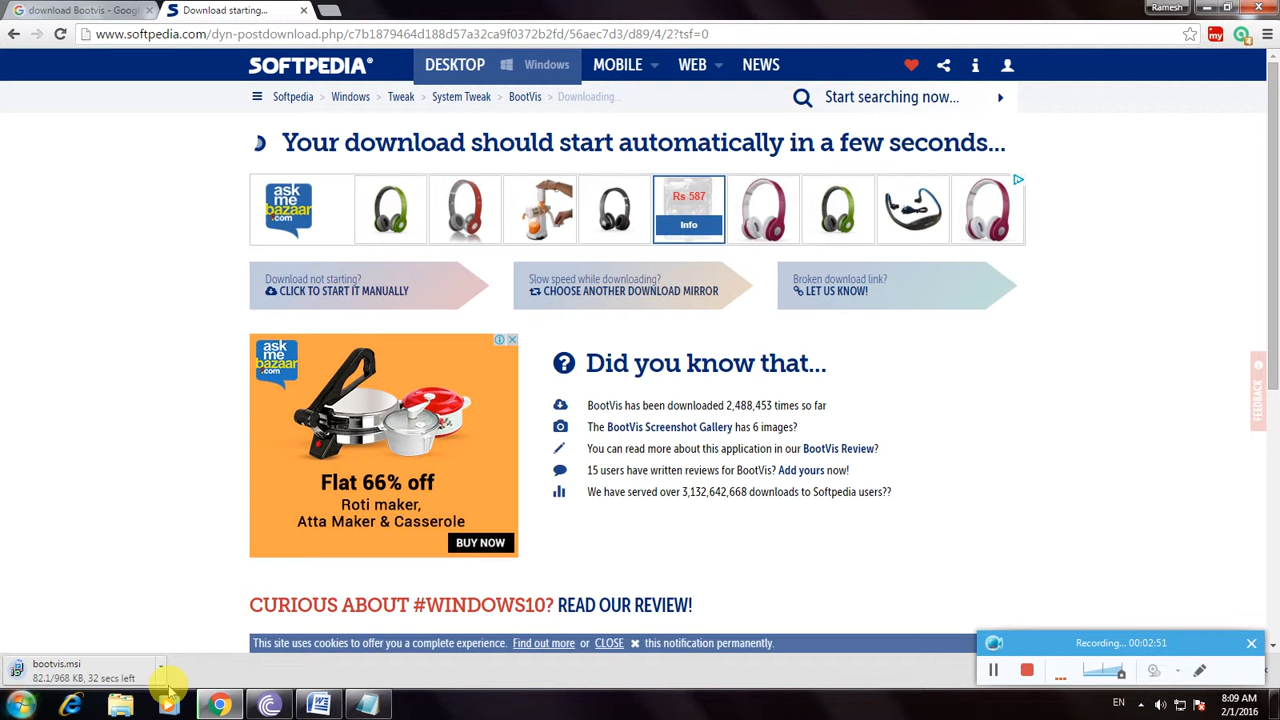 download Bootvis - Goog
Download starting...
Ramesh
www.softpedia.com/dyn-postdownload.php/c7b1879464d188d57a32ca9f0372b2fd/56aec7d3/d89/4/2?tsf=0
my
SOFTPEDIA®
DESKTOP
Windows
MOBILE
WEB
NEWS
Softpedia
Windows
Tweak
System Tweak
BootVis
Downloading...
Start searching now...
Your download should start automatically in a few seconds...
ask
me
bazaar
.com
Rs 587
Info
Download not starting?
CLICK TO START IT MANUALLY
Slow speed while downloading?
CHOOSE ANOTHER DOWNLOAD MIRROR
Broken download link?
LET US KNOW!
ask
me
bazaar
.com
Flat 66% off
Roti maker,
Atta Maker & Casserole
BUY NOW
Did you know that...
BootVis has been downloaded 2,488,453 times so far
The BootVis Screenshot Gallery has 6 images?
You can read more about this application in our BootVis Review?
15 users have written reviews for BootVis? Add yours now!
We have served over 3,132,642,668 downloads to Softpedia users??
FEEDBACK
CURIOUS ABOUT #WINDOWS10? READ OUR REVIEW!
This site uses cookies to offer you a complete experience. Find out more or CLOSE this notification permanently.
Recording... 00:02:51
bootvis.msi
82.1/968 KB, 32 secs left
EN
8:09 AM
2/1/2016